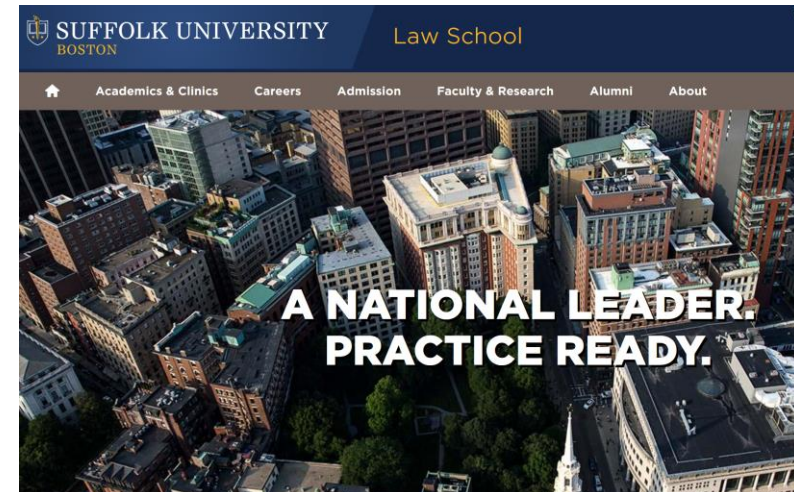 SUFFOLK UNIVERSITY
BOSTON
Law School
Academics & Clinics Careers Admission Faculty & Research Alumni About
A NATIONAL LEADER.
PRACTICE READY.